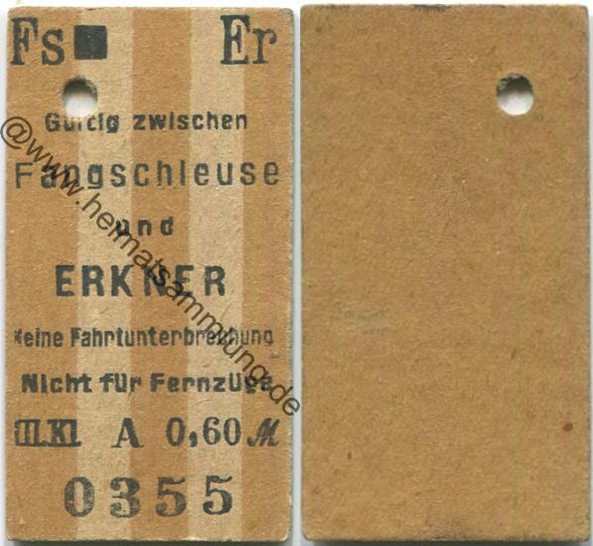 Fs■ Er
Gültig zwischen
Fangschleuse
und
ERKNER
Keine Fahrtunterbrechung
Nicht für Fernzüge
III.Kl. A 0,60 M
0355
@www.heimatsammlung.de